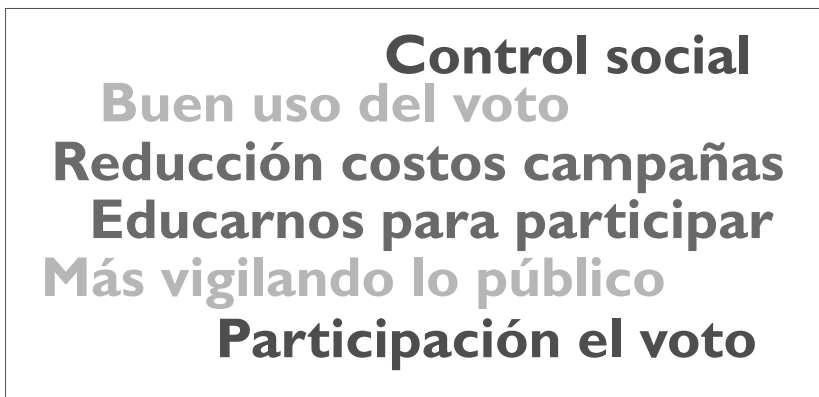 Control social
Buen uso del voto
Reducción costos campañas
Educarnos para participar
Más vigilando lo público
Participación el voto